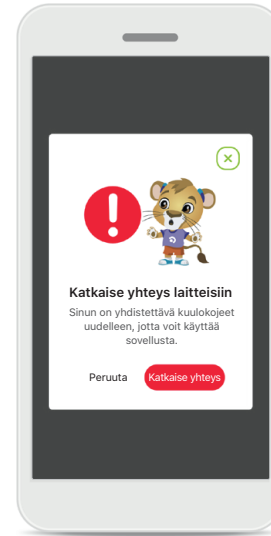 Katkaise yhteys laitteisiin
Sinun on yhdistettävä kuulokojeet
uudelleen, jotta voit käyttää
sovellusta.
Peruuta Katkaise yhteys